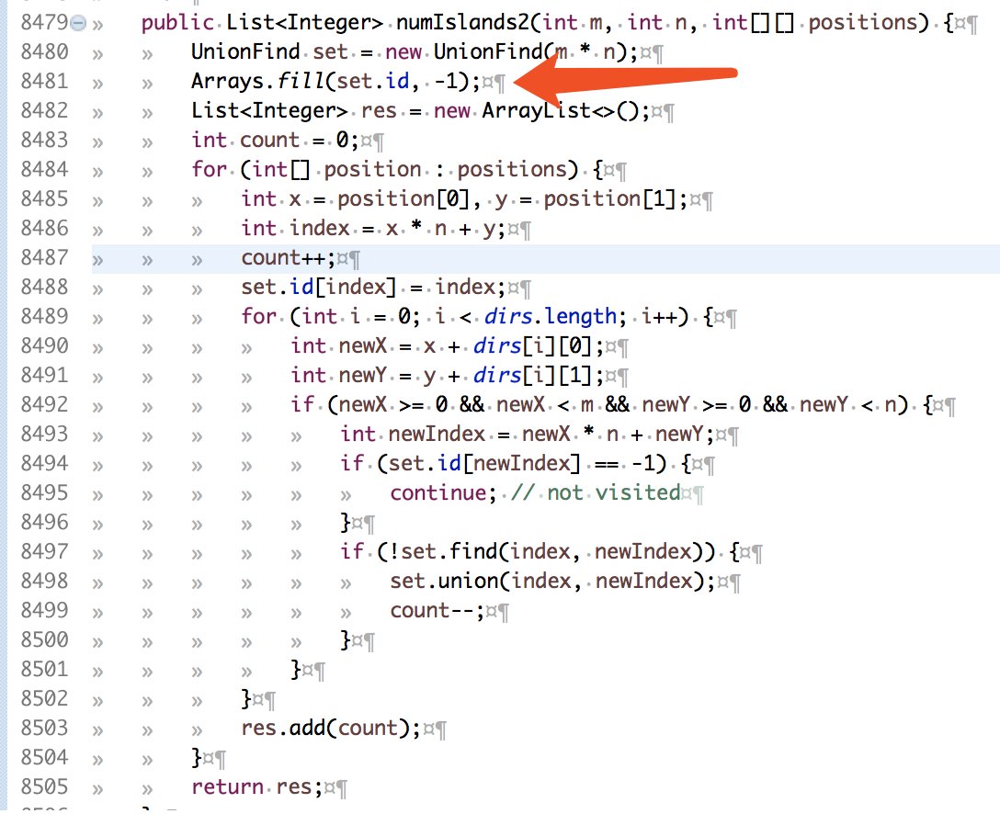 8479 public List<Integer> numIslands2(int m, int n, int[][] positions) {
8480 UnionFind set = new UnionFind(m * n);
8481 Arrays.fill(set.id, -1);
8482 List<Integer> res = new ArrayList<>();
8483 int count = 0;
8484 for (int[] position : positions) {
8485 int x = position[0], y = position[1];
8486 int index = x * n + y;
8487 count++;
8488 set.id[index] = index;
8489 for (int i = 0; i < dirs.length; i++) {
8490 int newX = x + dirs[i][0];
8491 int newY = y + dirs[i][1];
8492 if (newX >= 0 && newX < m && newY >= 0 && newY < n) {
8493 int newIndex = newX * n + newY;
8494 if (set.id[newIndex] == -1) {
8495 continue; // not visited
8496 }
8497 if (!set.find(index, newIndex)) {
8498 set.union(index, newIndex);
8499 count--;
8500 }
8501 }
8502 }
8503 res.add(count);
8504 }
8505 return res;